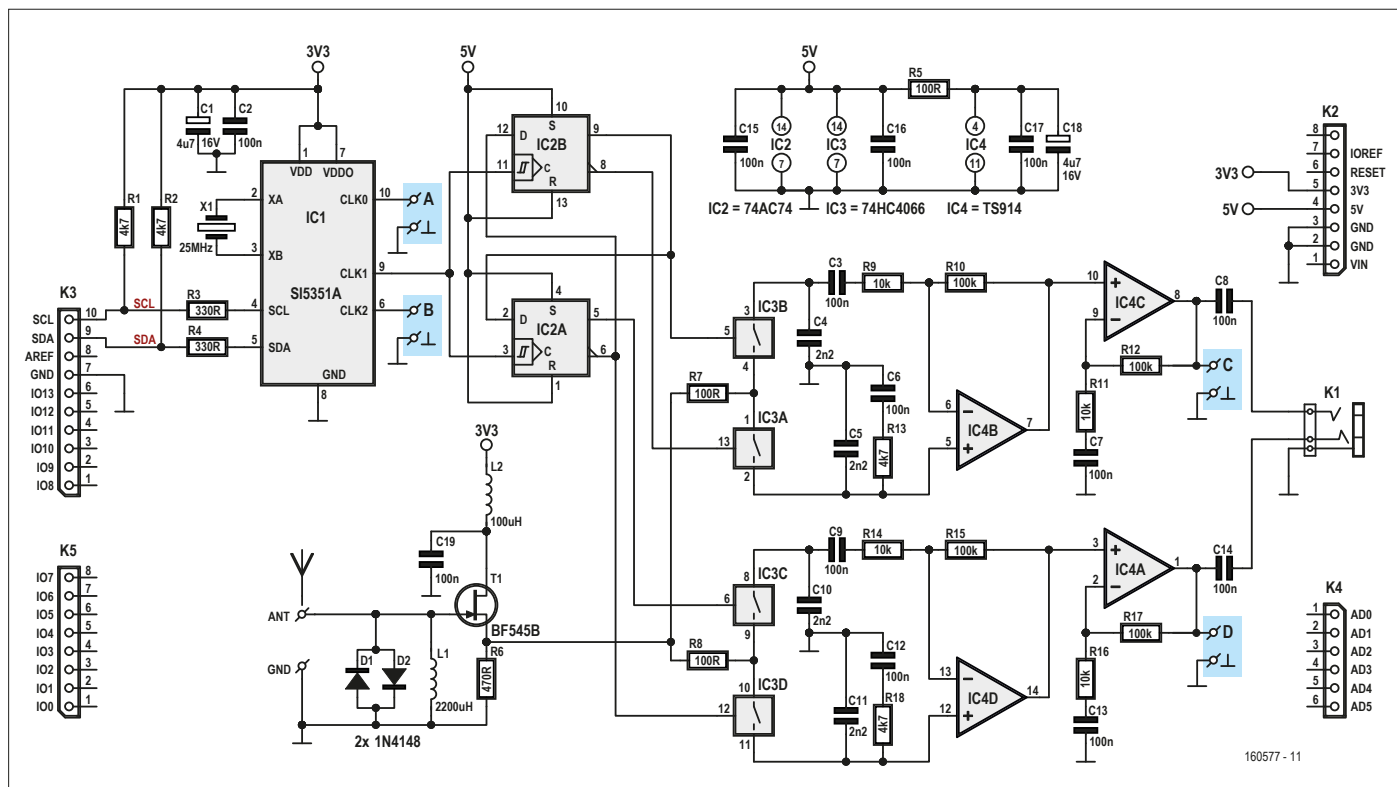 3V3
5V
5V
R5
100R
C1
4u7
16V
C2
100n
1
7
VDD
VDDO
R1
4k7
R2
4k7
X1
25MHz
2
XA
3
XB
IC1
SI5351A
CLK0
10
A
CLK1
9
CLK2
6
B
4
SCL
5
SDA
GND
8
K3
SCL
10
SDA
9
AREF
8
GND
7
IO13
6
IO12
5
IO11
4
IO10
3
IO9
2
IO8
1
SCL
SDA
R3
330R
R4
330R
10
S
12
D
IC2B
9
11
C
8
R
13
4
S
2
D
IC2A
5
3
C
6
R
1
C15
100n
14
IC2
7
14
IC3
7
C16
100n
4
IC4
11
C17
100n
C18
4u7
16V
IC2 = 74AC74
IC3 = 74HC4066
IC4 = TS914
K2
8
7
IOREF
6
RESET
5
3V3
4
5V
3
GND
2
GND
1
VIN
3V3
5V
IC3B
3
5
4
R7
100R
IC3A
1
13
2
C3
100n
R9
10k
R10
100k
C4
2n2
C6
100n
C5
2n2
R13
4k7
6
5
IC4B
7
10
9
IC4C
8
C8
100n
R12
100k
R11
10k
C7
100n
C
K1
3V3
L2
100uH
C19
100n
T1
BF545B
ANT
GND
D1
D2
L1
2200uH
R6
470R
2x 1N4148
K5
IO7
8
IO6
7
IO5
6
IO4
5
IO3
4
IO2
3
IO1
2
IO0
1
IC3C
8
6
9
R8
100R
10
IC3D
12
11
C9
100n
R14
10k
R15
100k
C10
2n2
C12
100n
C11
2n2
R18
4k7
13
12
IC4D
14
3
2
IC4A
1
C14
100n
R17
100k
R16
10k
C13
100n
D
K4
1
AD0
2
AD1
3
AD2
4
AD3
5
AD4
6
AD5
160577 - 11